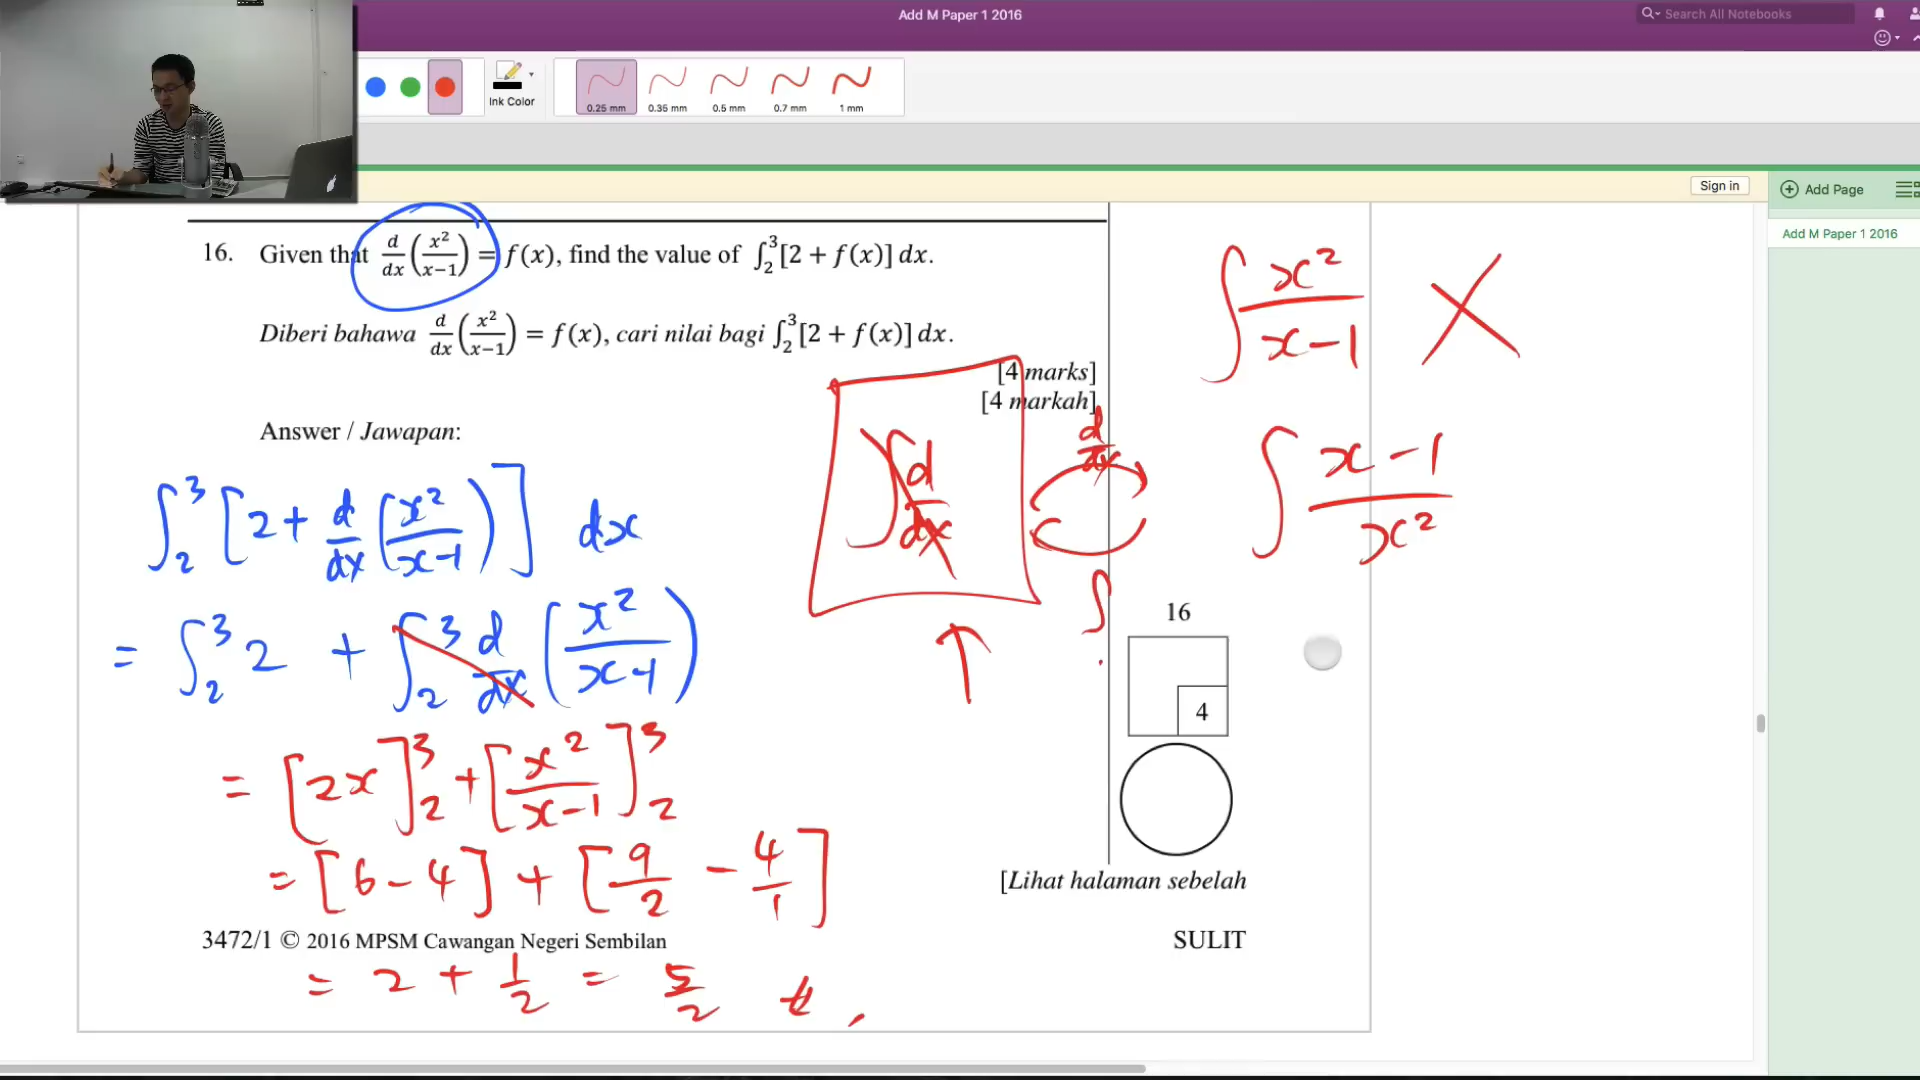 Add M Paper 1 2016
Search All Notebooks
Ink Color
0.25 mm
0.35 mm
0.5 mm
0.7 mm
1 mm
Sign in
Add Page
Add M Paper 1 2016
16. Given that d/dx (x²/(x−1)) = f(x), find the value of ∫₂³ [2 + f(x)] dx.
Diberi bahawa d/dx (x²/(x−1)) = f(x), cari nilai bagi ∫₂³ [2 + f(x)] dx.
[4 marks]
[4 markah]
Answer / Jawapan:
∫₂³ [2 + d/dx (x²/(x−1))] dx
= ∫₂³ 2 + ∫₂³ d/dx (x²/(x−1))
= [2x]₂³ + [x²/(x−1)]₂³
= [6 − 4] + [9/2 − 4/1]
= 2 + 1/2 = 5/2
∫ d/dx
d/dx
∫
∫ x²/(x−1) ✗
∫ (x−1)/x²
16
4
[Lihat halaman sebelah
3472/1 © 2016 MPSM Cawangan Negeri Sembilan
SULIT